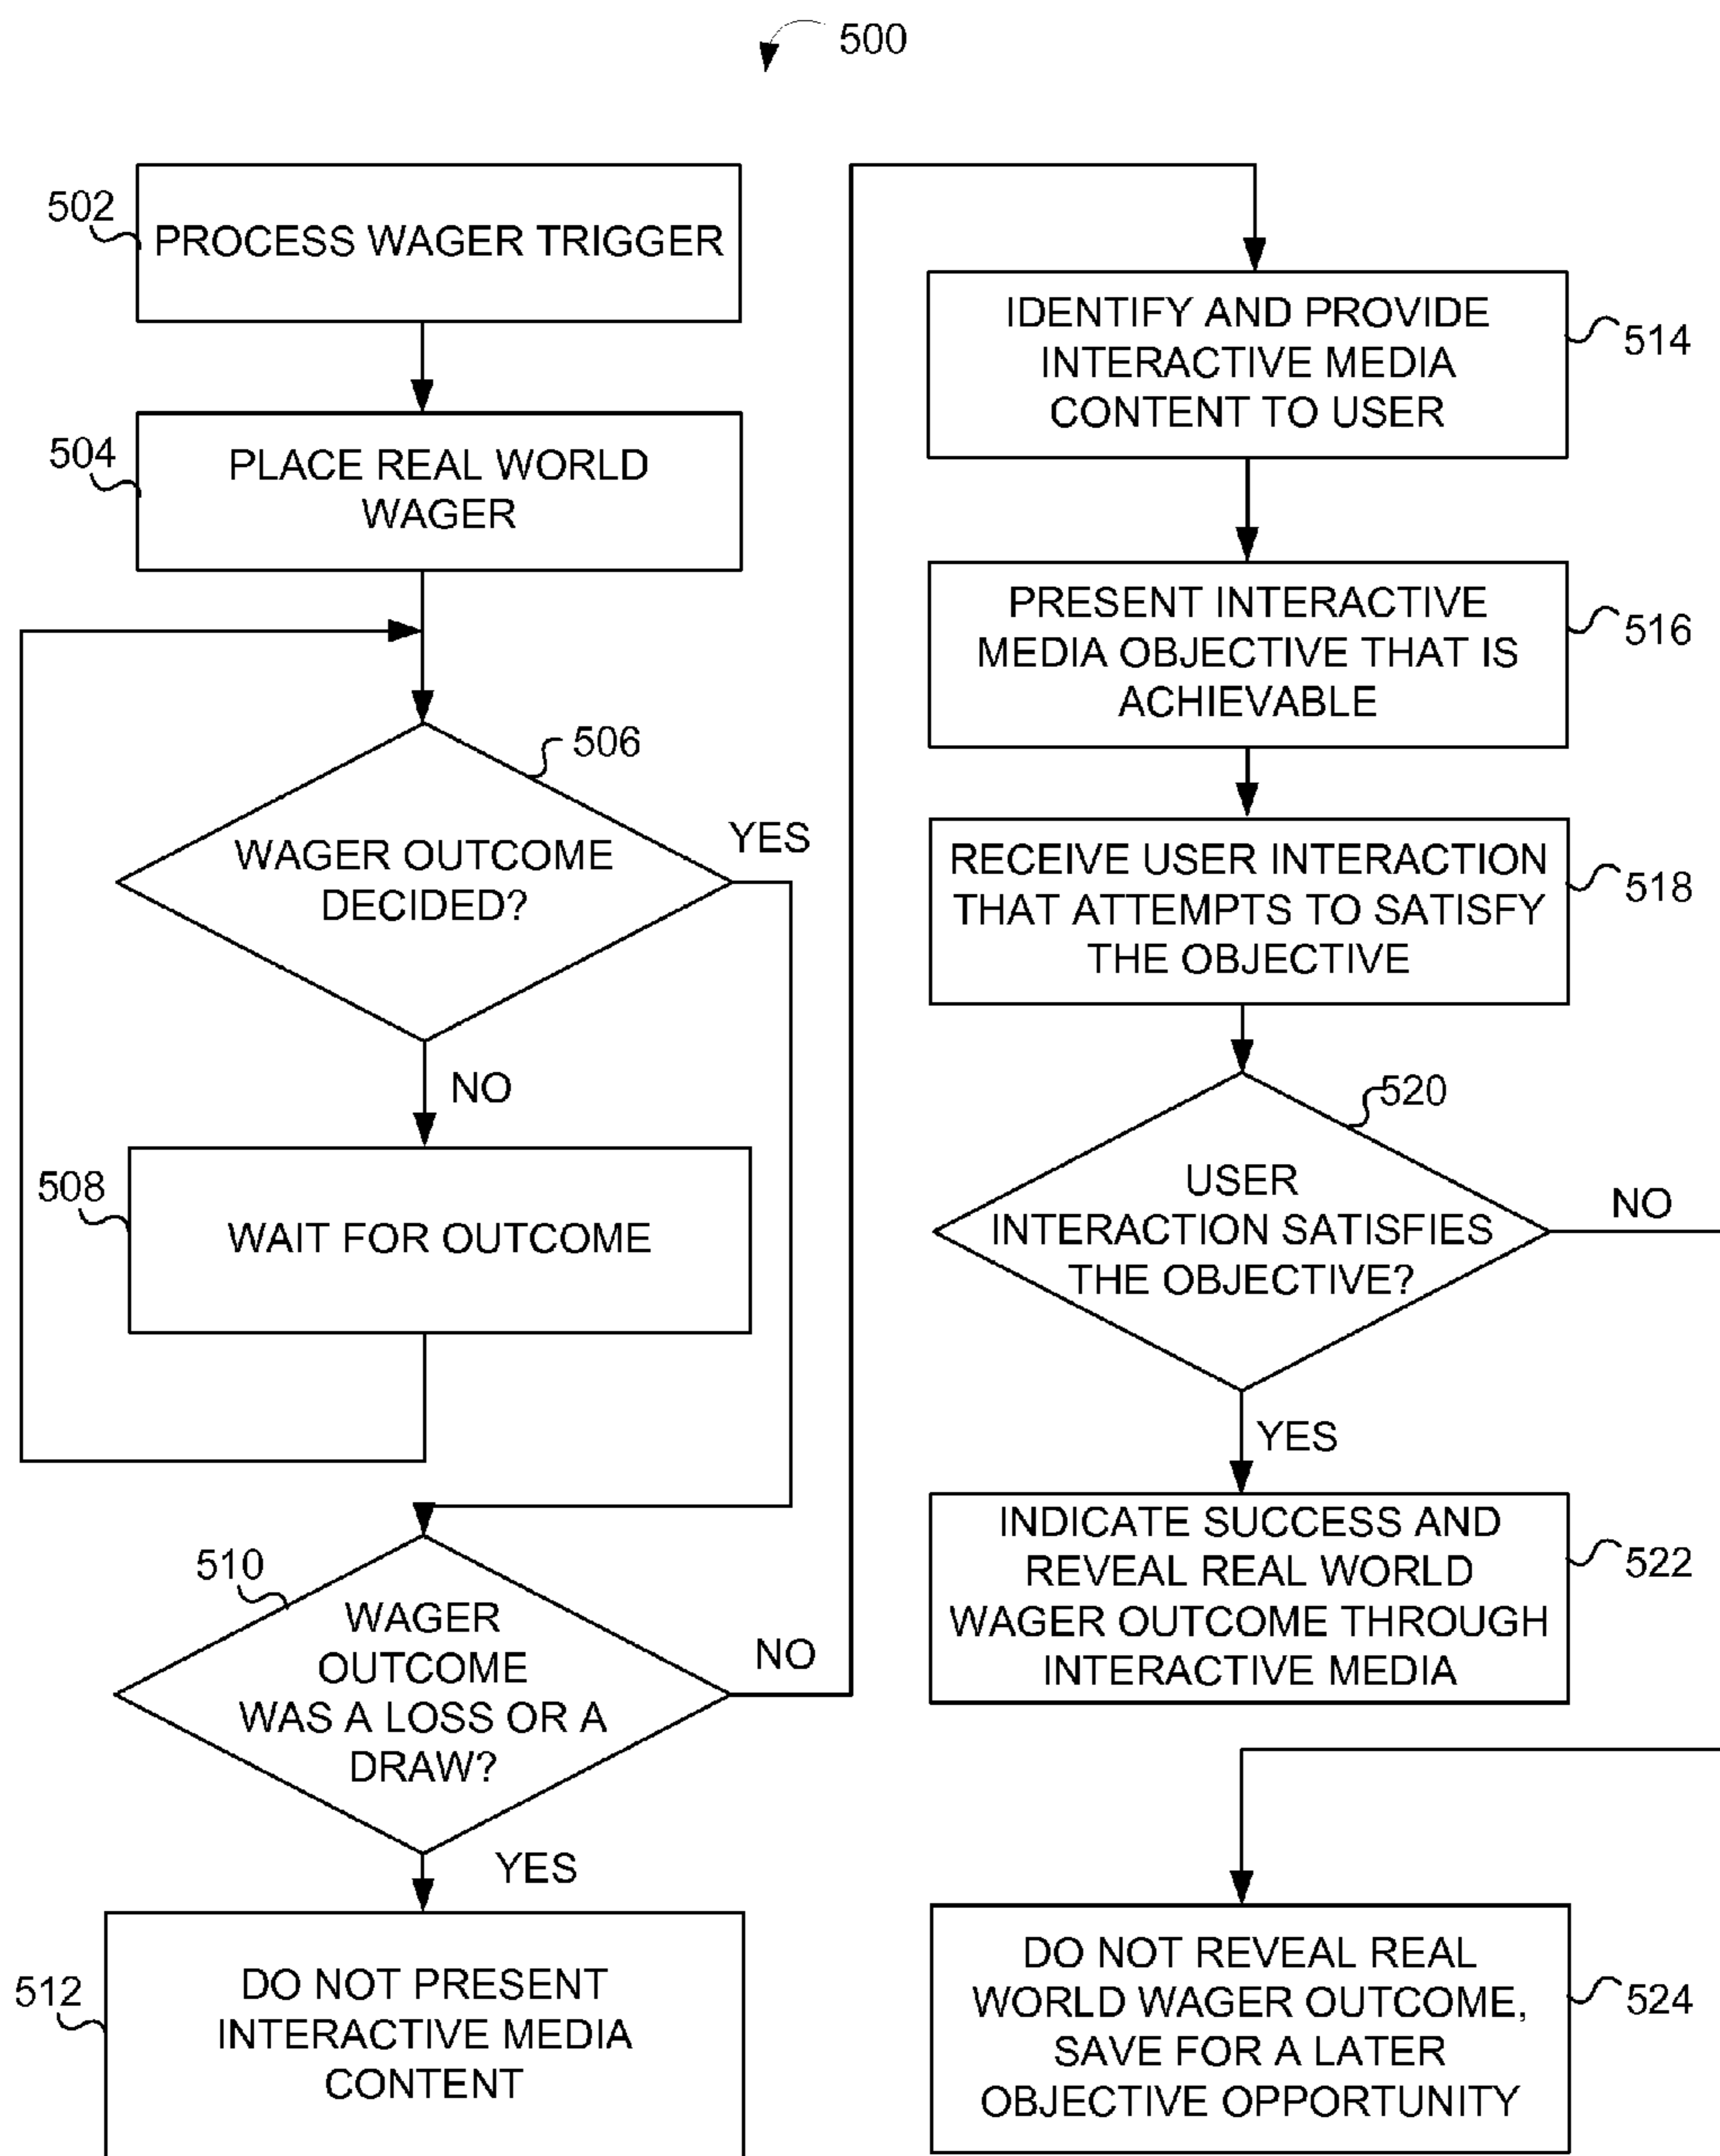 500
502
PROCESS WAGER TRIGGER
504
PLACE REAL WORLD
WAGER
506
WAGER OUTCOME
DECIDED?
YES
NO
508
WAIT FOR OUTCOME
510
WAGER
OUTCOME
WAS A LOSS OR A
DRAW?
NO
YES
512
DO NOT PRESENT
INTERACTIVE MEDIA
CONTENT
IDENTIFY AND PROVIDE
INTERACTIVE MEDIA
CONTENT TO USER
514
PRESENT INTERACTIVE
MEDIA OBJECTIVE THAT IS
ACHIEVABLE
516
RECEIVE USER INTERACTION
THAT ATTEMPTS TO SATISFY
THE OBJECTIVE
518
520
USER
INTERACTION SATISFIES
THE OBJECTIVE?
NO
YES
INDICATE SUCCESS AND
REVEAL REAL WORLD
WAGER OUTCOME THROUGH
INTERACTIVE MEDIA
522
DO NOT REVEAL REAL
WORLD WAGER OUTCOME,
SAVE FOR A LATER
OBJECTIVE OPPORTUNITY
524